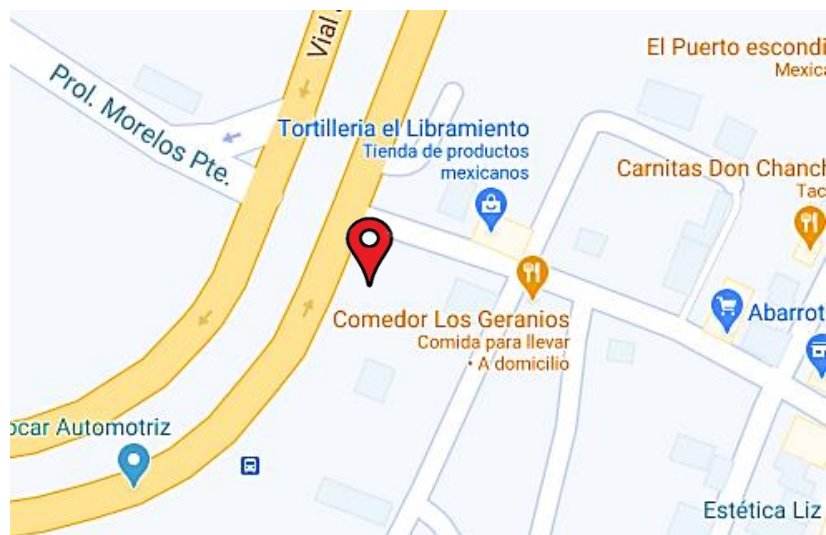 Vial
El Puerto escondi
Mexica
Prol. Morelos Pte.
Tortilleria el Libramiento
Tienda de productos
mexicanos
Carnitas Don Chanch
Tac
Comedor Los Geranios
Comida para llevar
• A domicilio
Abarrot
ocar Automotriz
Estética Liz